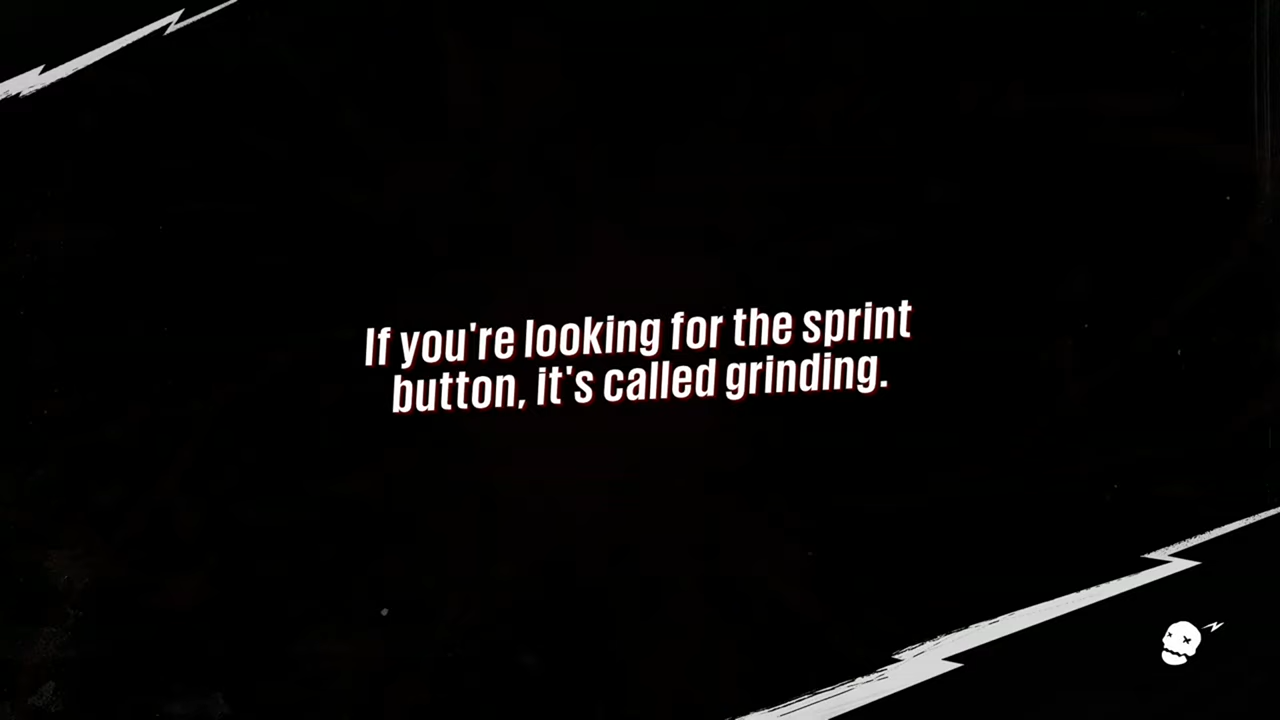 If you're looking for the sprint
button, it's called grinding.